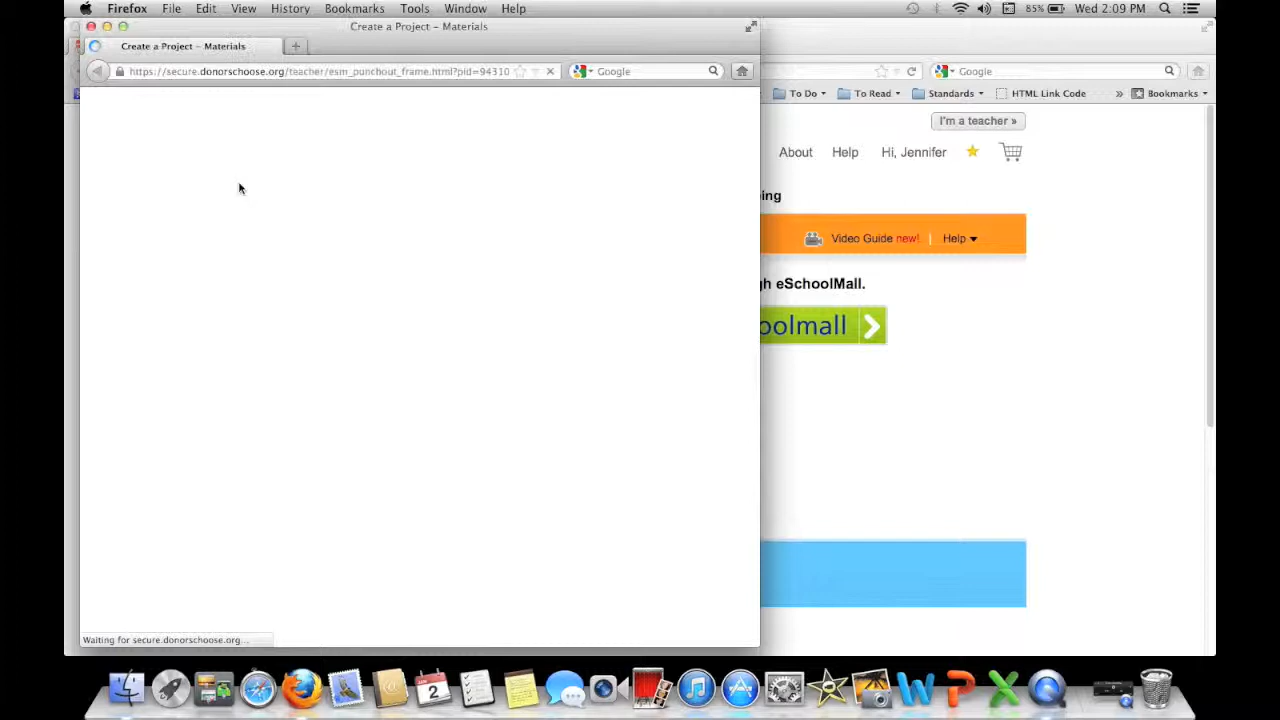 Firefox File Edit View History Bookmarks Tools Window Help 85% Wed 2:09 PM
Create a Project – Materials
Create a Project – Materials
https://secure.donorschoose.org/teacher/esm_punchout_frame.html?pid=94310 Google
Google
To Do To Read Standards HTML Link Code » Bookmarks
I'm a teacher »
About Help Hi, Jennifer
ing
Video Guide new! | Help
gh eSchoolMall.
oolmall
Waiting for secure.donorschoose.org...
2